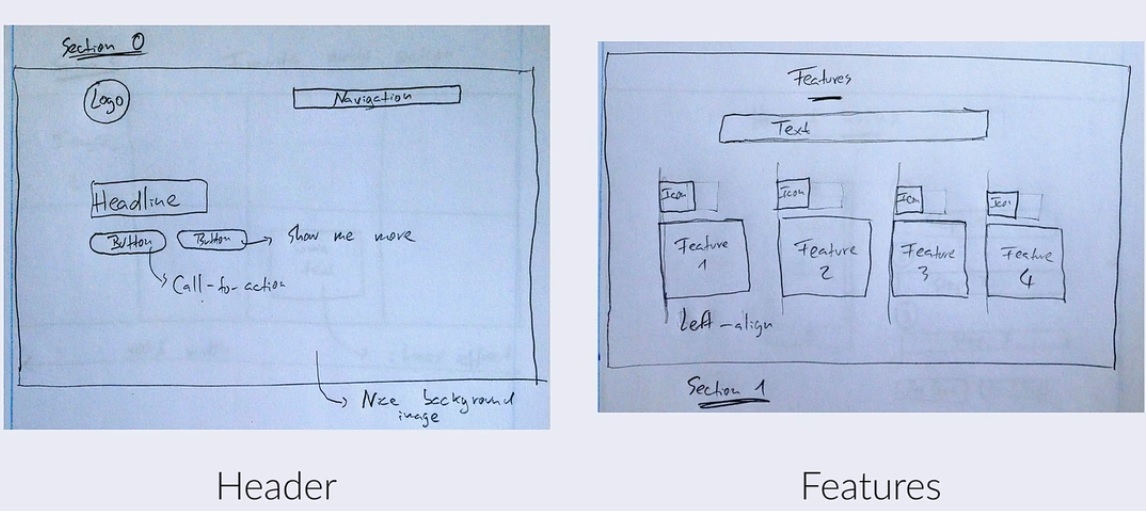 Section 0
Logo
Navigation
Headline
Button
Button
Show me more
Call-to-action
Nice background
image
Header
Features
Text
Icon
Icon
Icon
Icon
Feature
1
Feature
2
Feature
3
Feature
4
Left-align
Section 1
Features